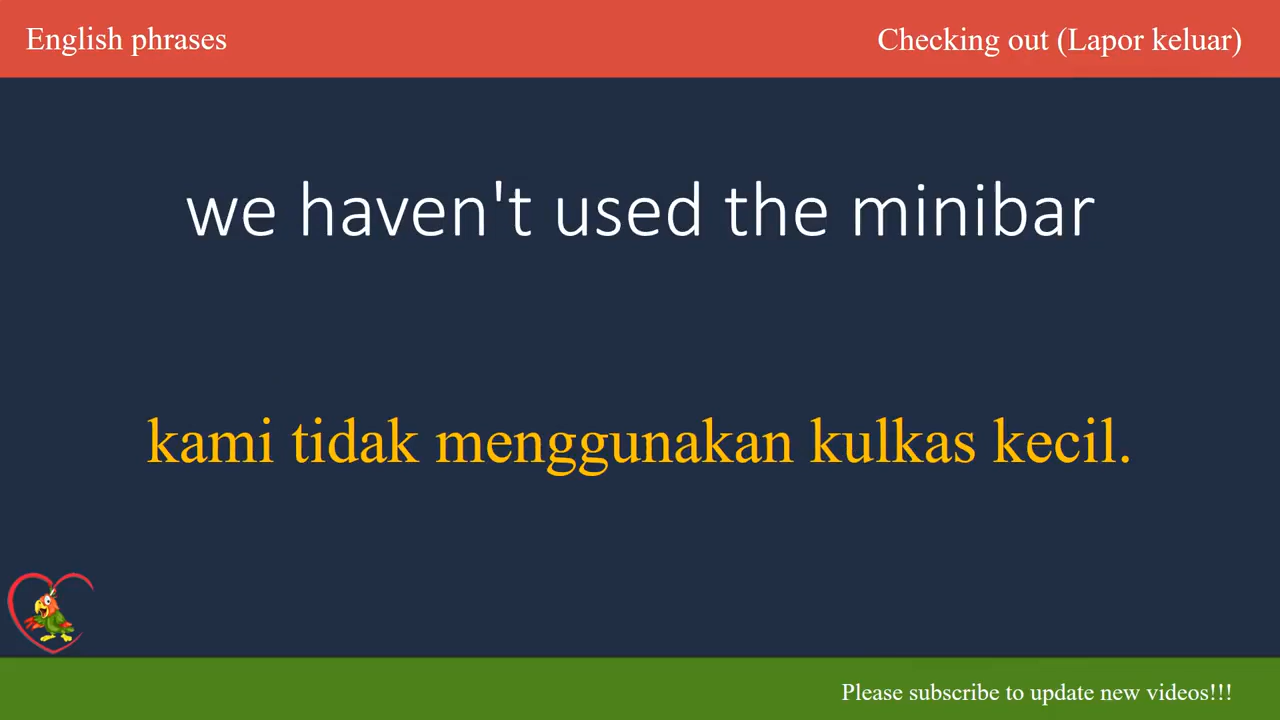 English phrases
Checking out (Lapor keluar)
we haven't used the minibar
kami tidak menggunakan kulkas kecil.
Please subscribe to update new videos!!!